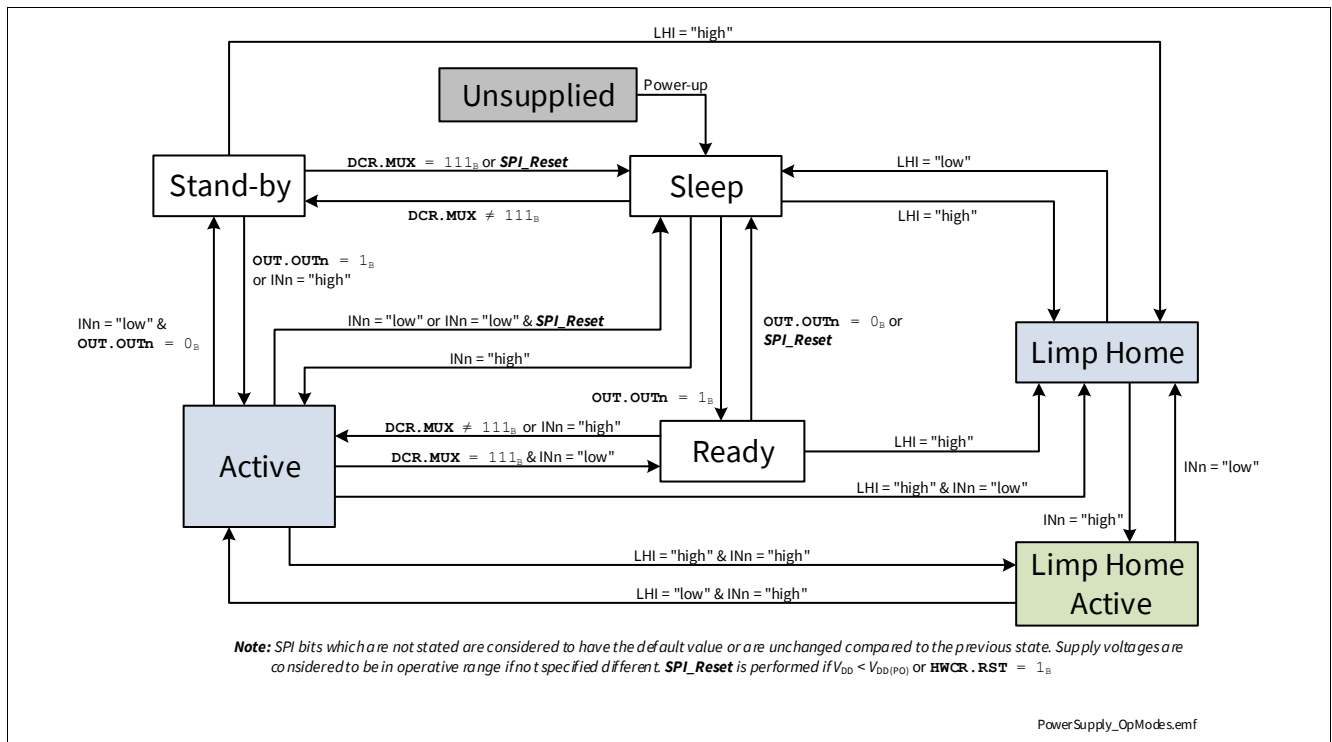 LHI = "high"
Unsupplied
Power-up
Stand-by
DCR.MUX = 111B or SPI_Reset
Sleep
LHI = "low"
DCR.MUX ≠ 111B
LHI = "high"
OUT.OUTn = 1B
or INn = "high"
INn = "low" &
OUT.OUTn = 0B
INn = "low" or INn = "low" & SPI_Reset
OUT.OUTn = 0B or
SPI_Reset
INn = "high"
Limp Home
OUT.OUTn = 1B
DCR.MUX ≠ 111B or INn = "high"
Active
Ready
LHI = "high"
DCR.MUX = 111B & INn = "low"
INn = "low"
LHI = "high" & INn = "low"
INn = "high"
LHI = "high" & INn = "high"
Limp Home
Active
LHI = "low" & INn = "high"
Note: SPI bits which are not stated are considered to have the default value or are unchanged compared to the previous state. Supply voltages are
considered to be in operative range if not specified different. SPI_Reset is performed if VDD < VDD(PO) or HWCR.RST = 1B
PowerSupply_OpModes.emf